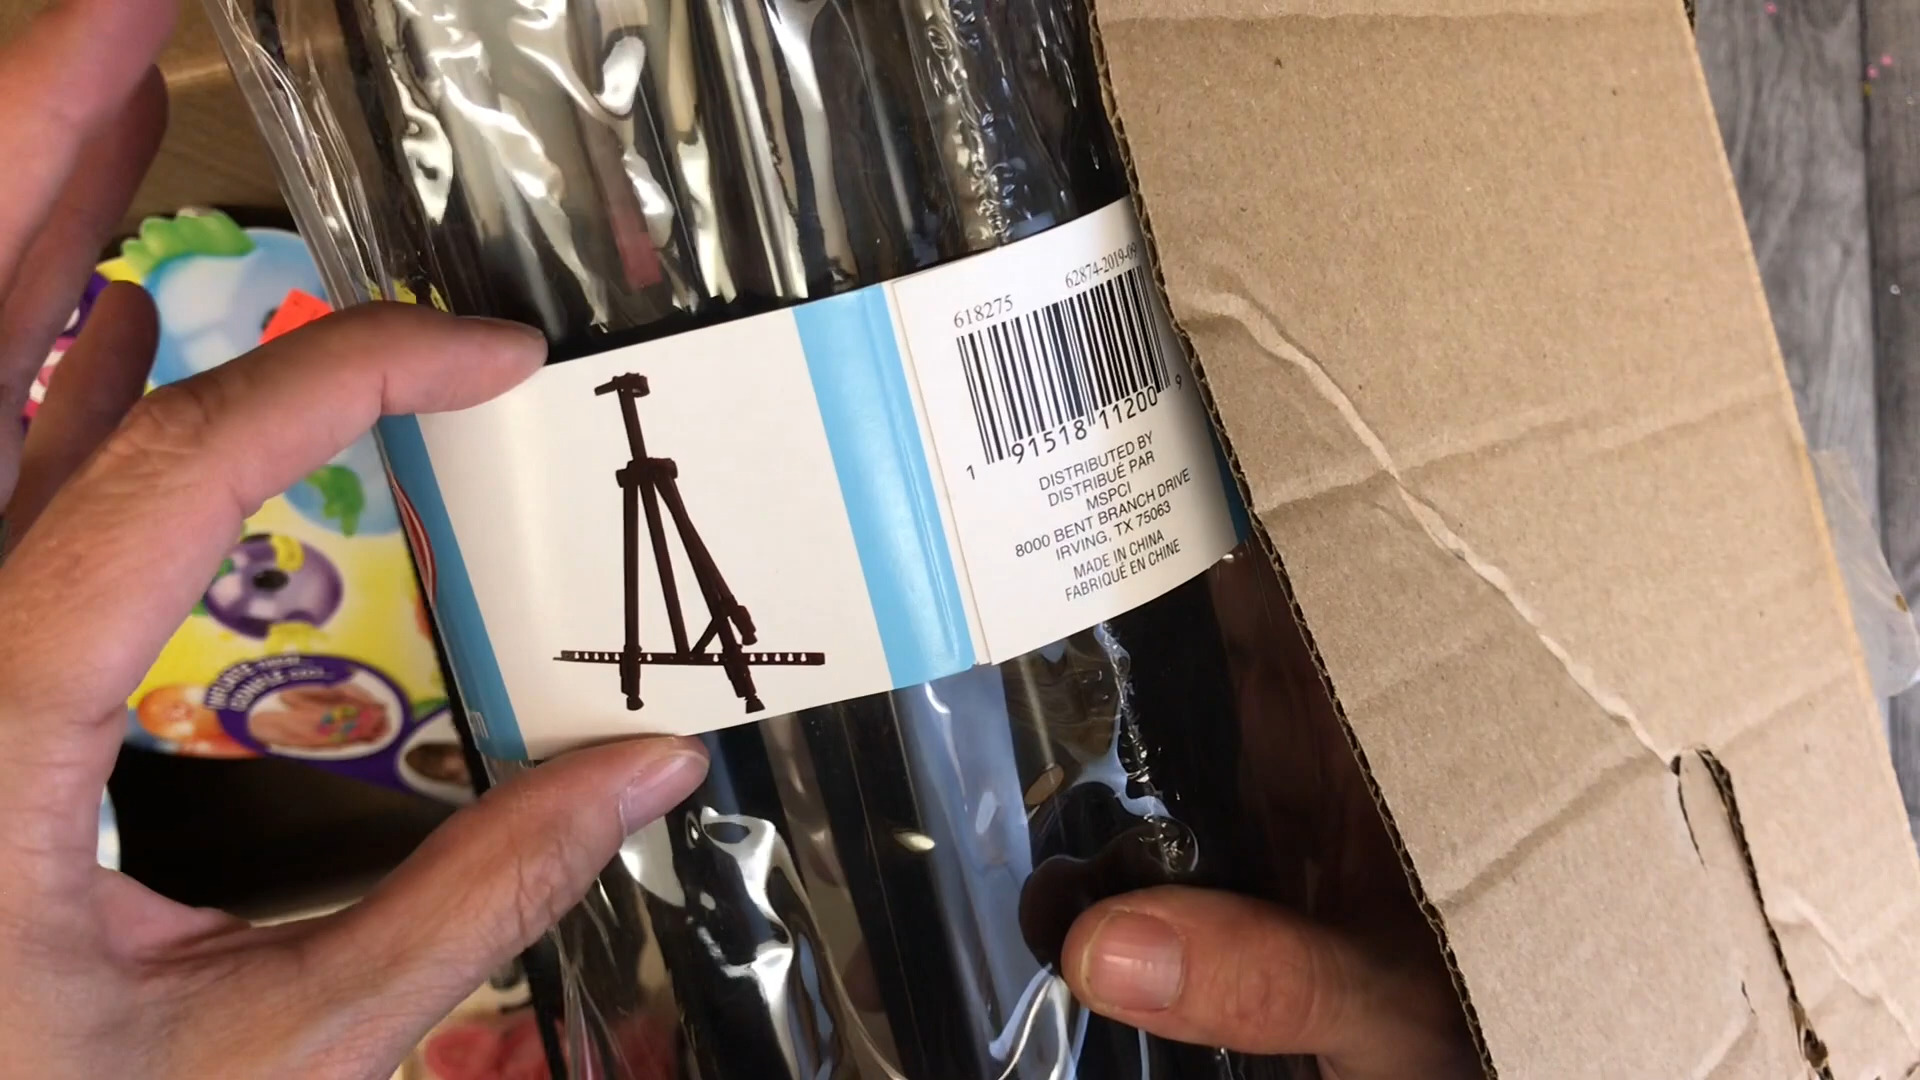 618275
62874-2019-09
1 91518 11200 9
DISTRIBUTED BY
DISTRIBUÉ PAR
MSPCI
8000 BENT BRANCH DRIVE
IRVING, TX 75063
MADE IN CHINA
FABRIQUÉ EN CHINE